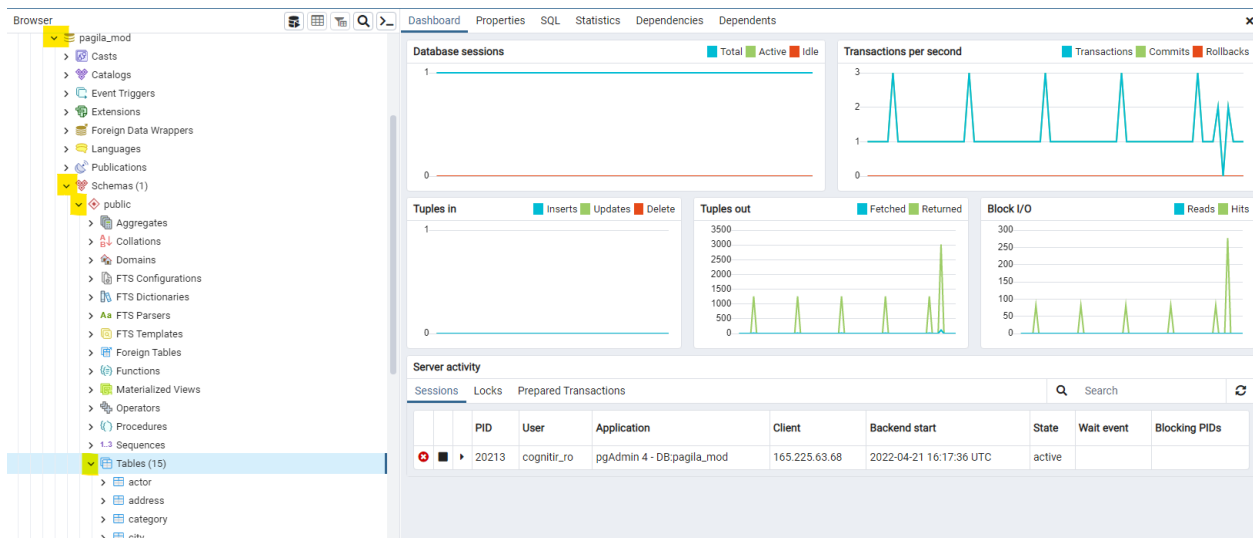 Browser
pagila_mod
Casts
Catalogs
Event Triggers
Extensions
Foreign Data Wrappers
Languages
Publications
Schemas (1)
public
Aggregates
Collations
Domains
FTS Configurations
FTS Dictionaries
Aa FTS Parsers
FTS Templates
Foreign Tables
Functions
Materialized Views
Operators
Procedures
1..3 Sequences
Tables (15)
actor
address
category
city
Dashboard Properties SQL Statistics Dependencies Dependents
Database sessions Total Active Idle
1
0
Transactions per second Transactions Commits Rollbacks
3
2
1
0
Tuples in Inserts Updates Delete
1
0
Tuples out Fetched Returned
3500
3000
2500
2000
1500
1000
500
0
Block I/O Reads Hits
300
250
200
150
100
50
0
Server activity
Sessions Locks Prepared Transactions Search
PID User Application Client Backend start State Wait event Blocking PIDs
20213 cognitir_ro pgAdmin 4 - DB:pagila_mod 165.225.63.68 2022-04-21 16:17:36 UTC active